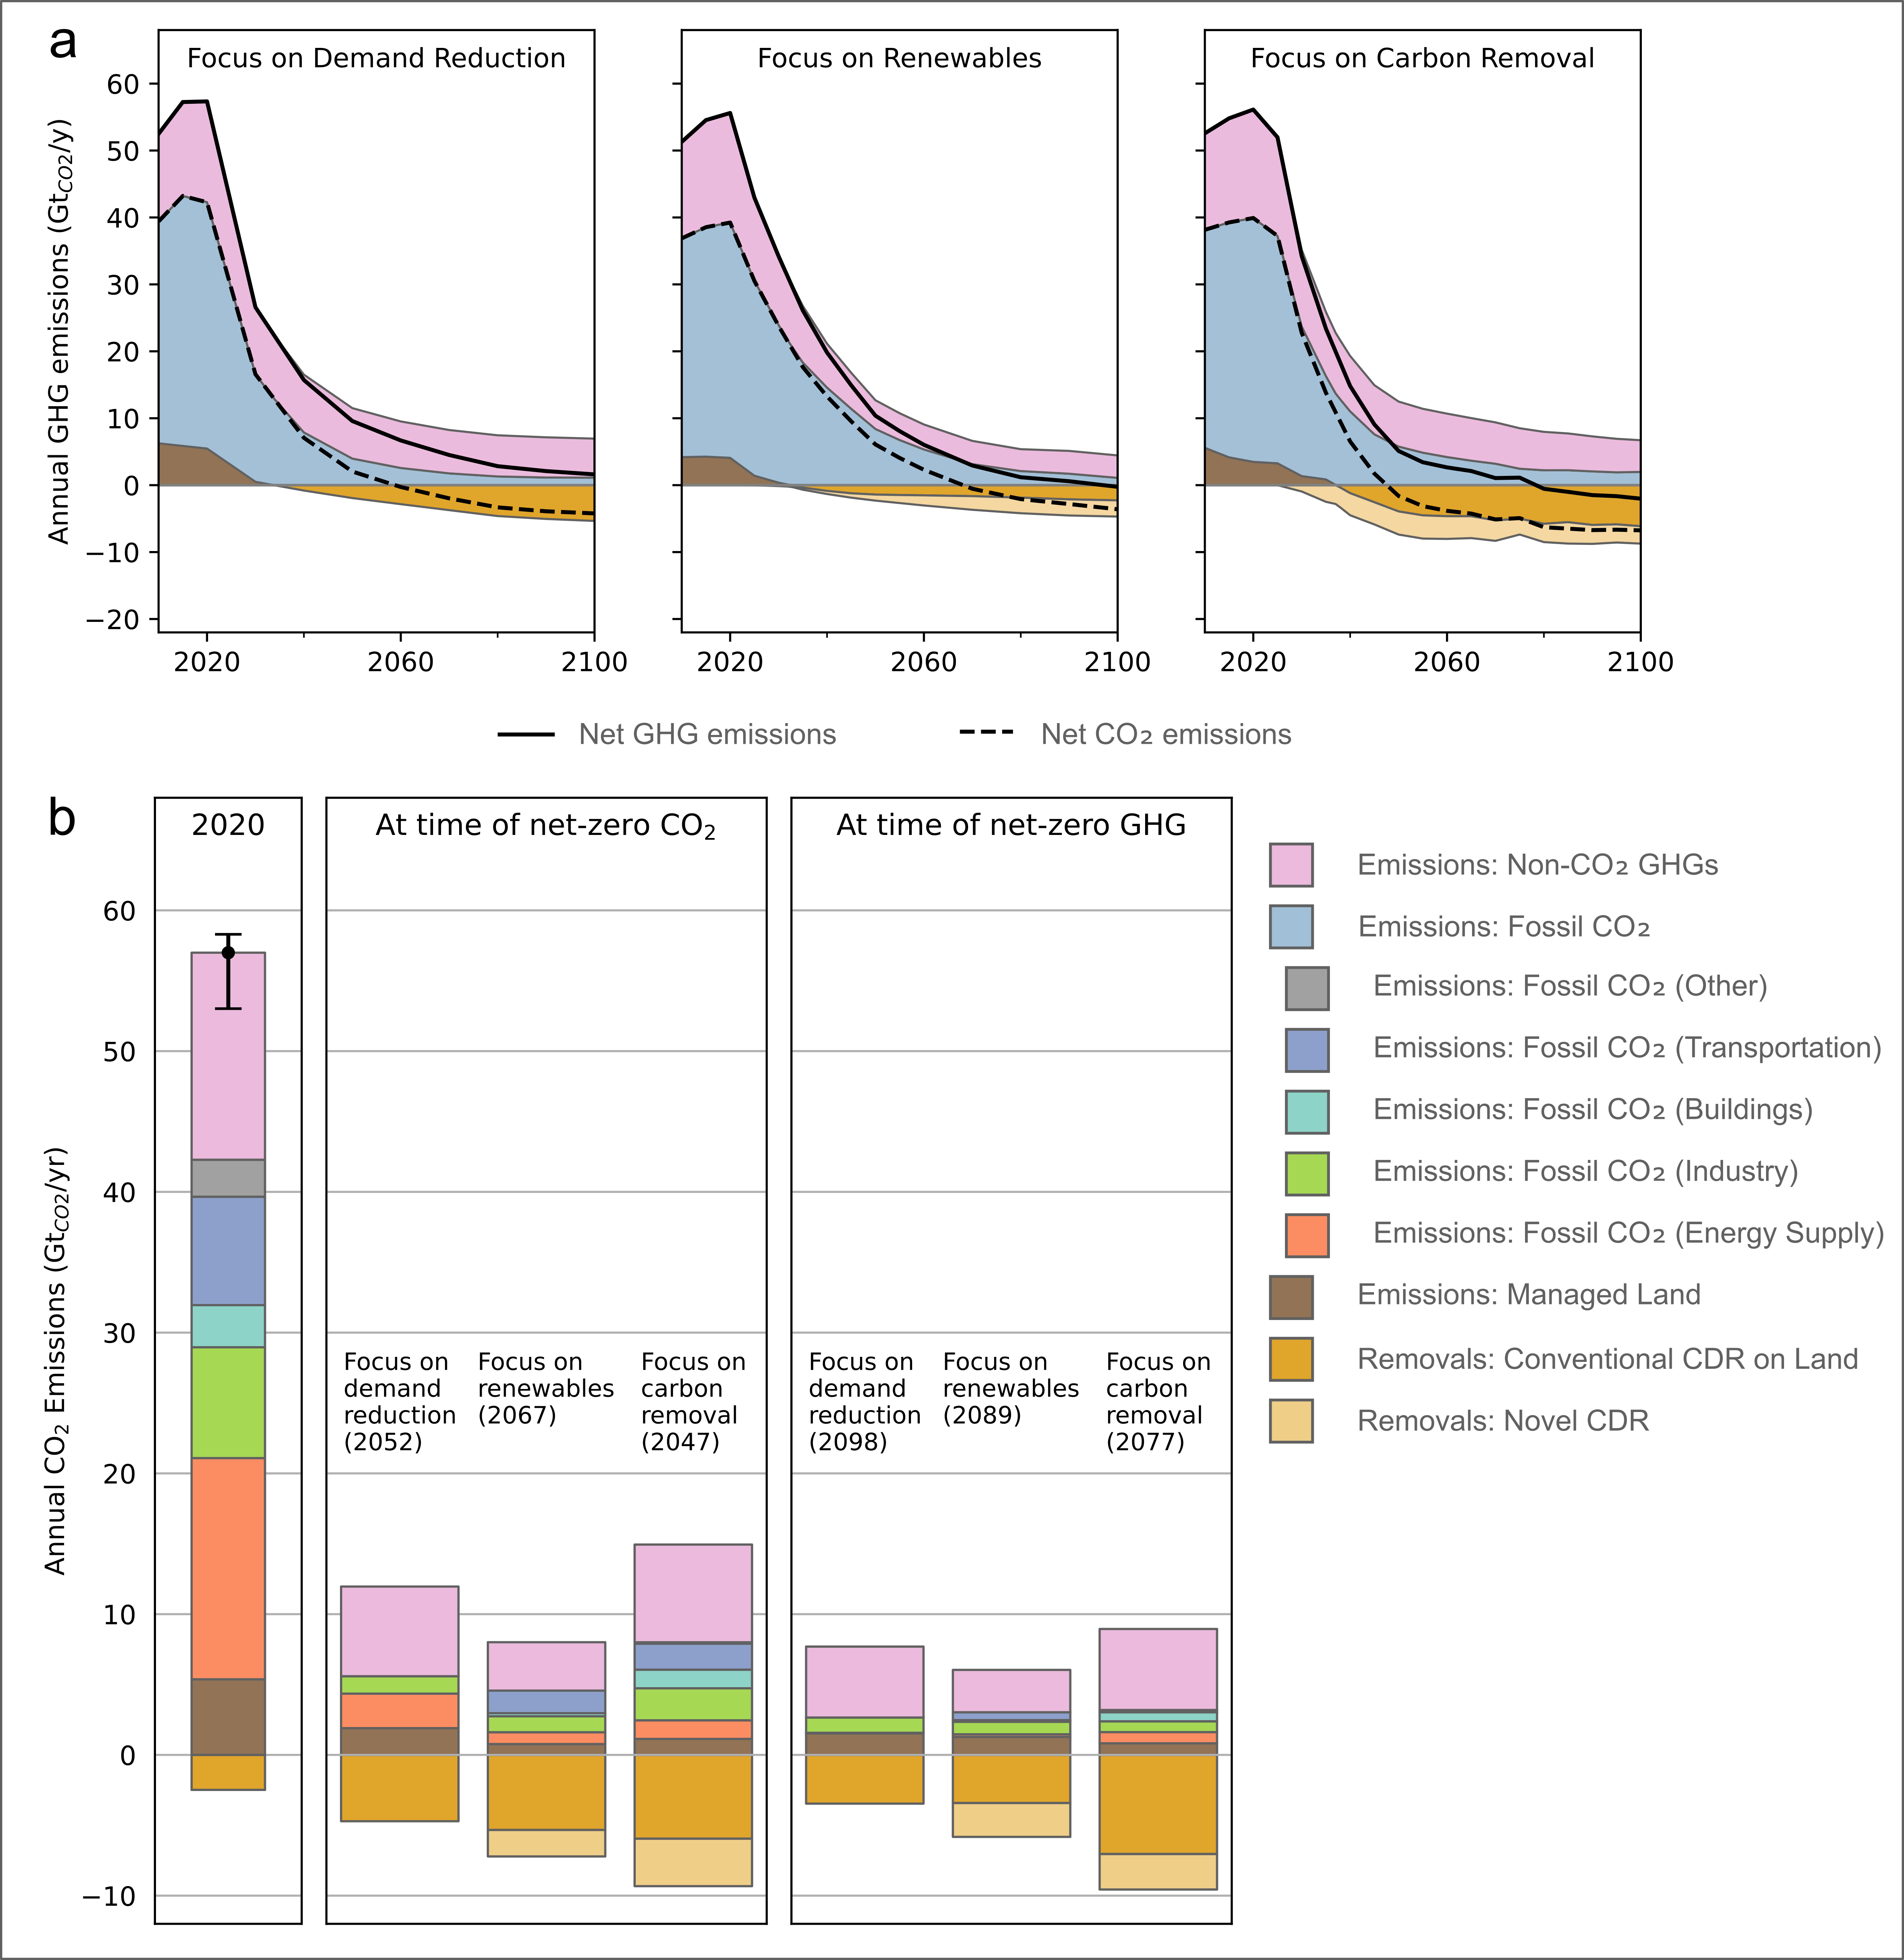 a
Focus on Demand Reduction
Focus on Renewables
Focus on Carbon Removal
Annual GHG emissions (Gt_CO2/y)
60
50
40
30
20
10
0
−10
−20
2020 2060 2100
2020 2060 2100
2020 2060 2100
Net GHG emissions
Net CO₂ emissions
b
2020
At time of net-zero CO₂
At time of net-zero GHG
Annual CO₂ Emissions (Gt_CO2/yr)
60
50
40
30
20
10
0
−10
Focus on
demand
reduction
(2052)
Focus on
renewables
(2067)
Focus on
carbon
removal
(2047)
Focus on
demand
reduction
(2098)
Focus on
renewables
(2089)
Focus on
carbon
removal
(2077)
Emissions: Non-CO₂ GHGs
Emissions: Fossil CO₂
Emissions: Fossil CO₂ (Other)
Emissions: Fossil CO₂ (Transportation)
Emissions: Fossil CO₂ (Buildings)
Emissions: Fossil CO₂ (Industry)
Emissions: Fossil CO₂ (Energy Supply)
Emissions: Managed Land
Removals: Conventional CDR on Land
Removals: Novel CDR